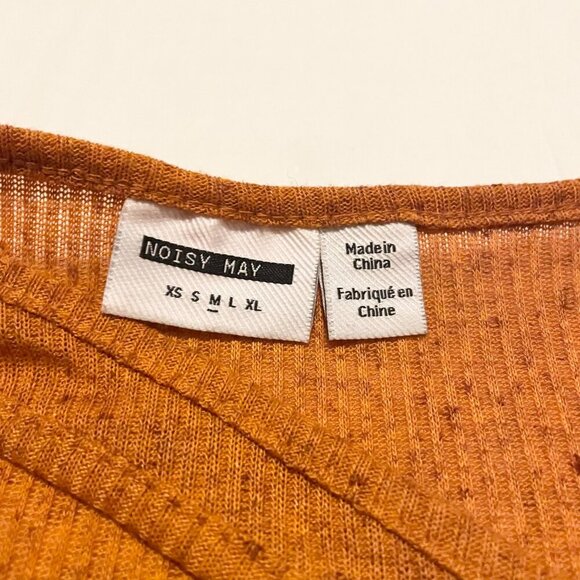 NOISY MAY
XS S M L XL
Made in
China
Fabriqué en
Chine